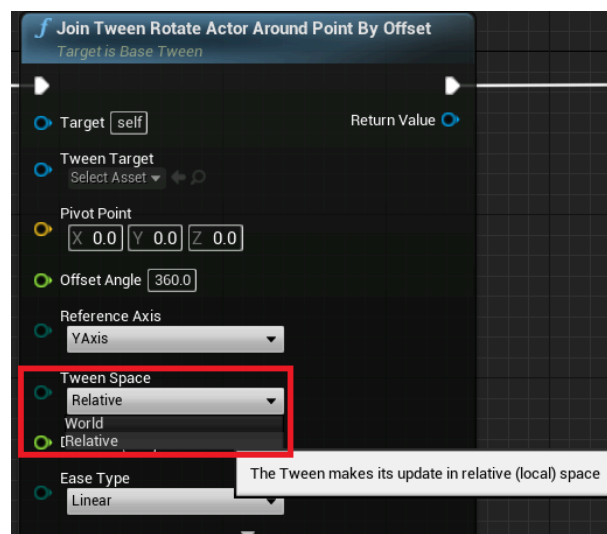 f Join Tween Rotate Actor Around Point By Offset
Target is Base Tween
Target self
Return Value
Tween Target
Select Asset
Pivot Point
X 0.0 Y 0.0 Z 0.0
Offset Angle 360.0
Reference Axis
YAxis
Tween Space
Relative
World
Relative
The Tween makes its update in relative (local) space
Ease Type
Linear